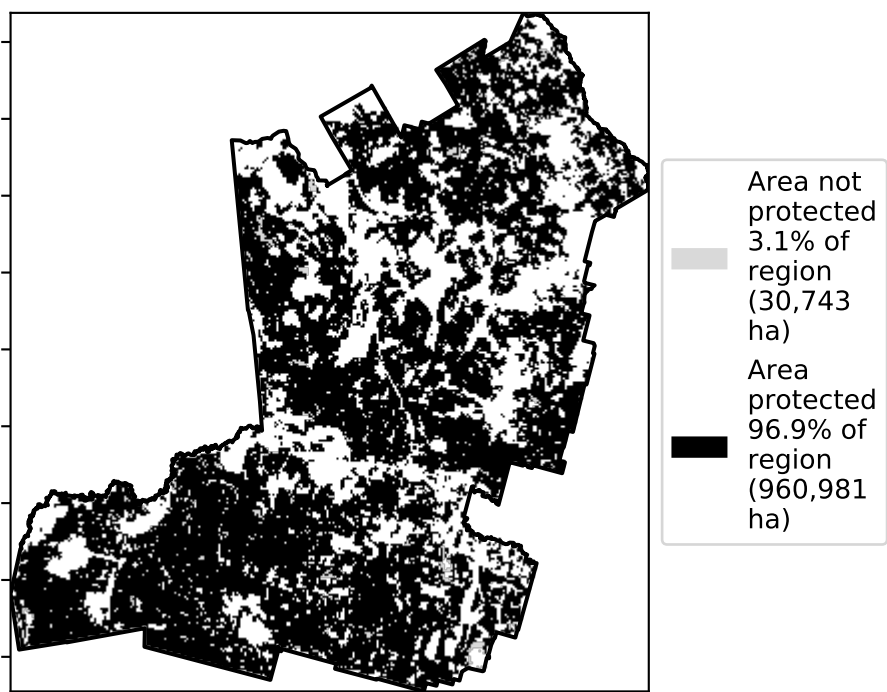 Area not
protected
3.1% of
region
(30,743
ha)
Area
protected
96.9% of
region
(960,981
ha)